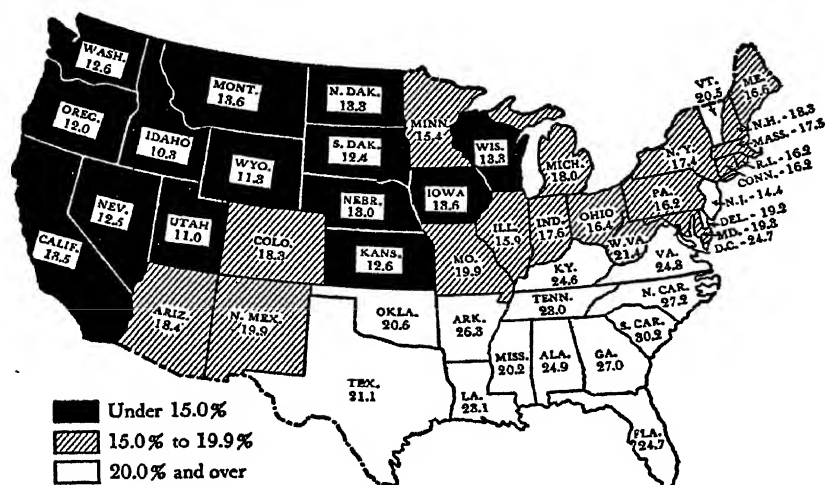 WASH.
12.6
OREG.
12.0
IDAHO
10.3
MONT.
13.6
N. DAK.
13.3
MINN.
15.4
WIS.
13.3
S. DAK.
12.4
WYO.
11.3
NEBR.
13.0
IOWA
13.6
NEV.
12.5
UTAH
11.0
CALIF.
13.5
COLO.
18.3
KANS.
12.6
MO.
19.9
ILL.
15.9
IND.
17.6
MICH.
18.0
OHIO
16.4
W.VA.
21.4
PA.
16.2
N. Y.
17.4
VT.
20.5
ME.
16.6
N.H. - 18.3
MASS. - 17.3
R.I. - 16.2
CONN. - 16.2
N.J. - 14.4
DEL. - 19.2
MD. - 19.3
D.C. - 24.7
VA.
24.8
KY.
24.6
TENN.
23.0
N. CAR.
27.2
S. CAR.
30.2
ARIZ.
18.4
N. MEX.
19.9
OKLA.
20.6
ARK.
26.3
TEX.
21.1
LA.
23.1
MISS.
20.2
ALA.
24.9
GA.
27.0
FLA.
24.7
Under 15.0%
15.0% to 19.9%
20.0% and over